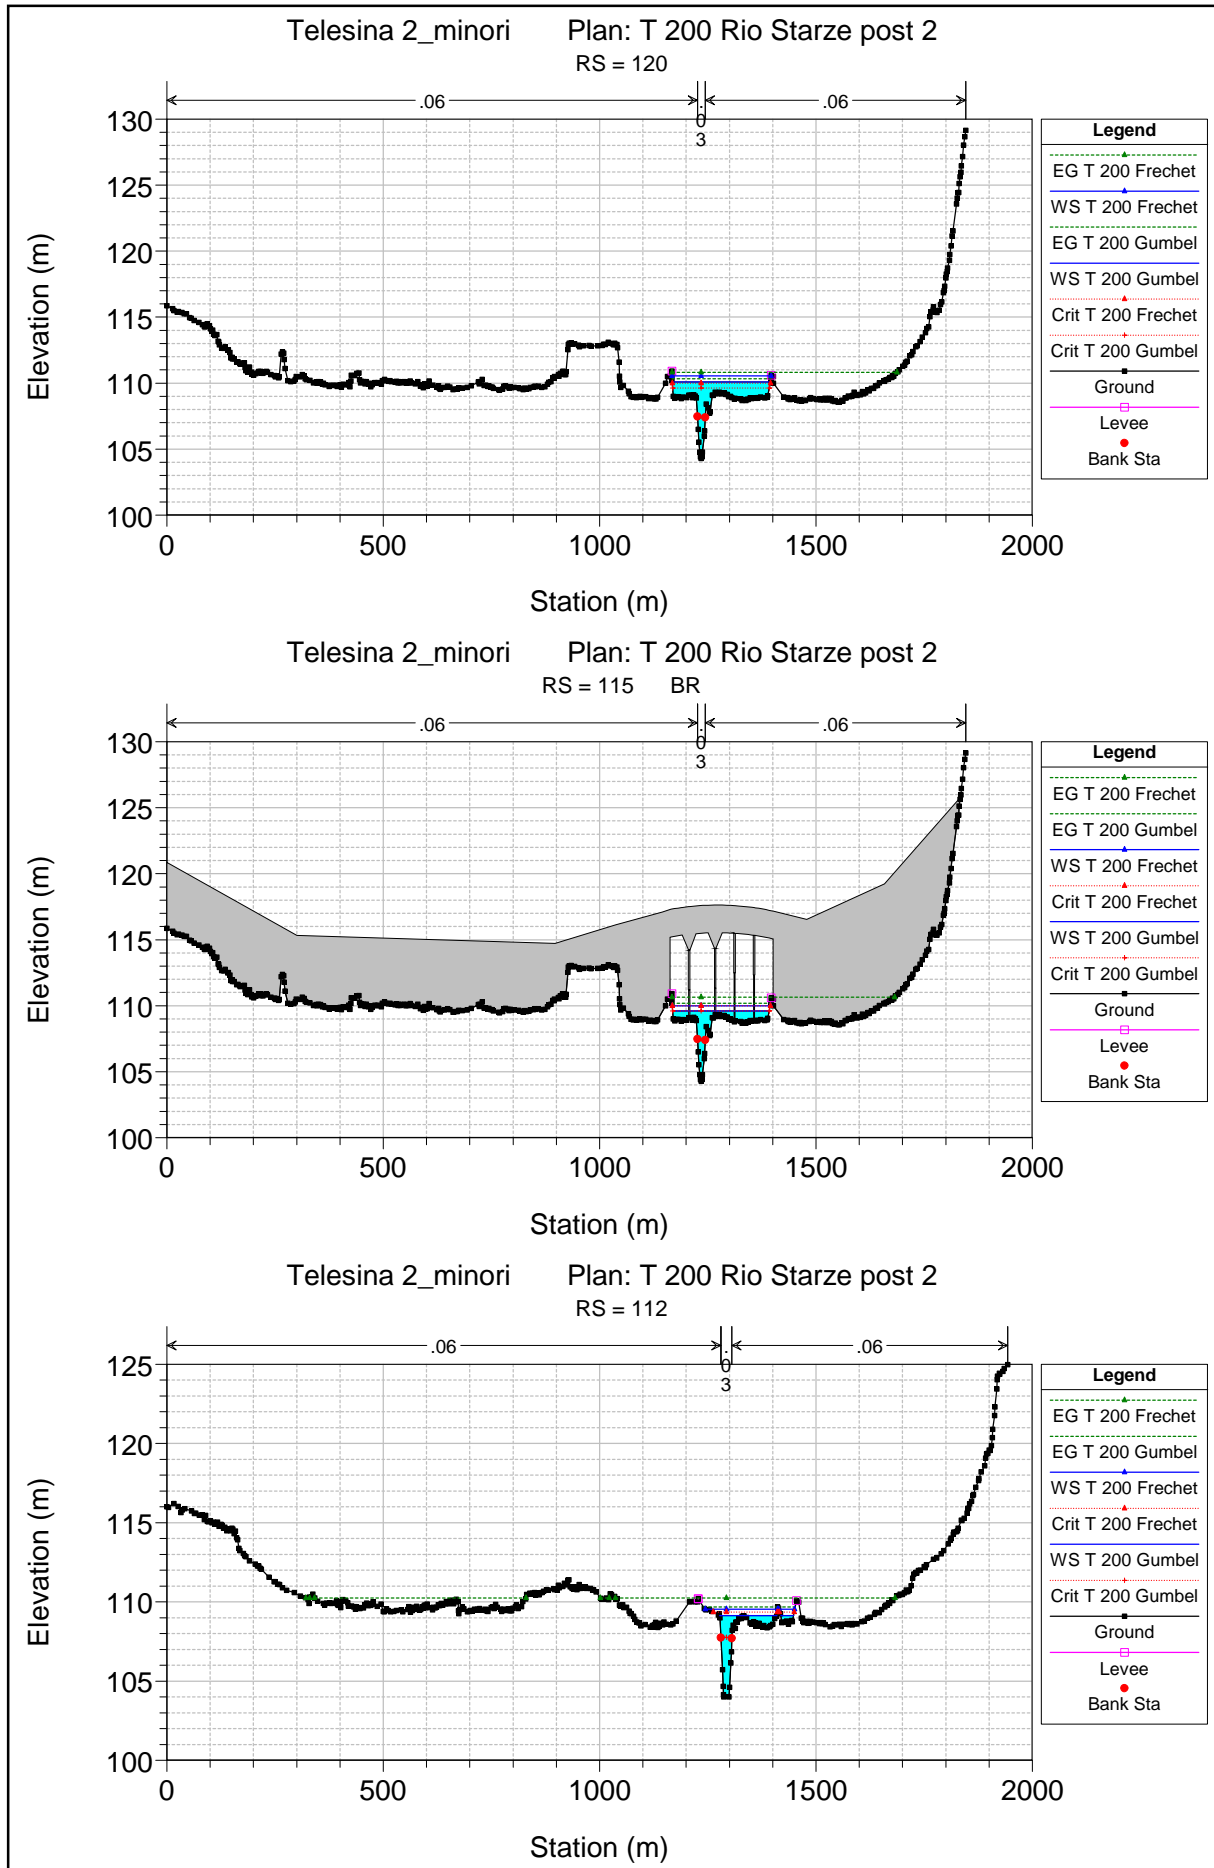 Telesina 2_minori Plan: T 200 Rio Starze post 2
RS = 120
.06 .03 .06
Elevation (m)
130
125
120
115
110
105
100
0 500 1000 1500 2000
Station (m)
Legend
EG T 200 Frechet
WS T 200 Frechet
EG T 200 Gumbel
WS T 200 Gumbel
Crit T 200 Frechet
Crit T 200 Gumbel
Ground
Levee
Bank Sta
Telesina 2_minori Plan: T 200 Rio Starze post 2
RS = 115 BR
.06 .03 .06
Elevation (m)
130
125
120
115
110
105
100
0 500 1000 1500 2000
Station (m)
Legend
EG T 200 Frechet
EG T 200 Gumbel
WS T 200 Frechet
Crit T 200 Frechet
WS T 200 Gumbel
Crit T 200 Gumbel
Ground
Levee
Bank Sta
Telesina 2_minori Plan: T 200 Rio Starze post 2
RS = 112
.06 .03 .06
Elevation (m)
125
120
115
110
105
100
0 500 1000 1500 2000
Station (m)
Legend
EG T 200 Frechet
EG T 200 Gumbel
WS T 200 Frechet
Crit T 200 Frechet
WS T 200 Gumbel
Crit T 200 Gumbel
Ground
Levee
Bank Sta